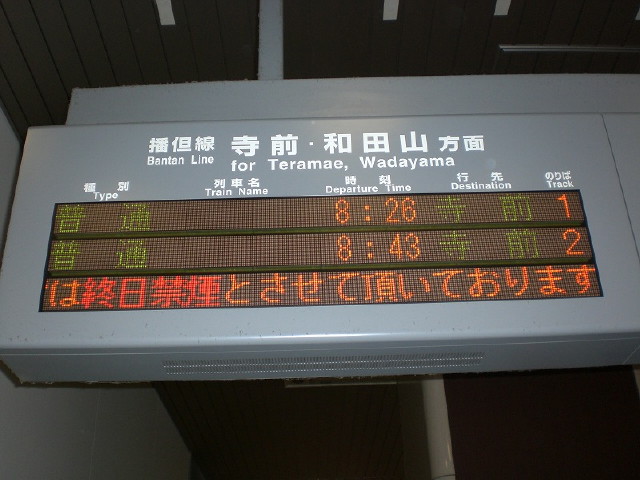 播但線 寺前・和田山 方面
Bantan Line for Teramae, Wadayama
種別 列車名 時刻 行先 のりば
Type Train Name Departure Time Destination Track
普通 8:26 寺前 1
普通 8:43 寺前 2
は終日禁煙とさせて頂いております